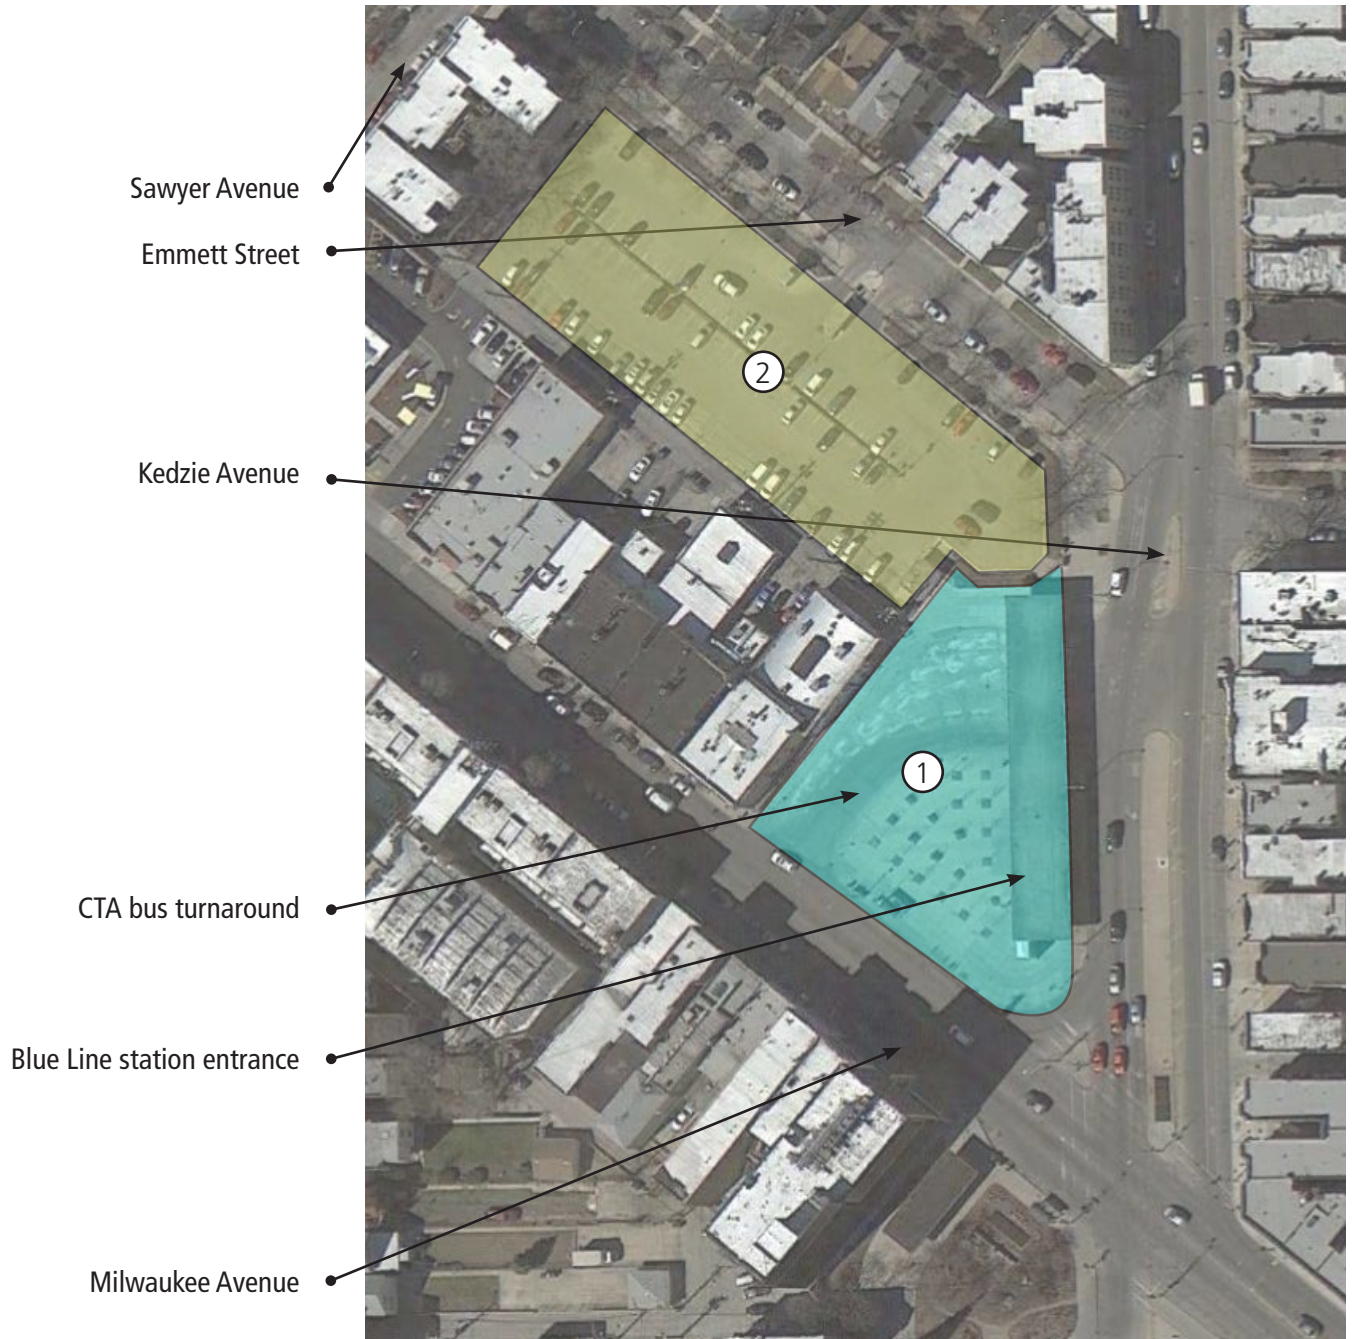 Sawyer Avenue
Emmett Street
2
Kedzie Avenue
1
CTA bus turnaround
Blue Line station entrance
Milwaukee Avenue